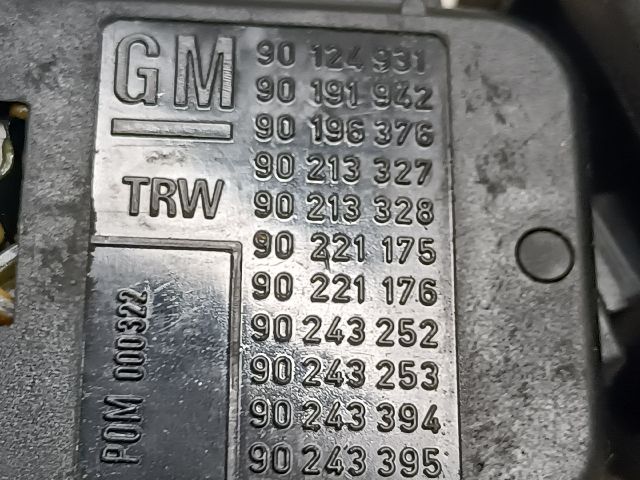 GM
TRW
90 124 931
90 191 942
90 196 376
90 213 327
90 213 328
90 221 175
90 221 176
90 243 252
90 243 253
90 243 394
90 243 395
POM 000322